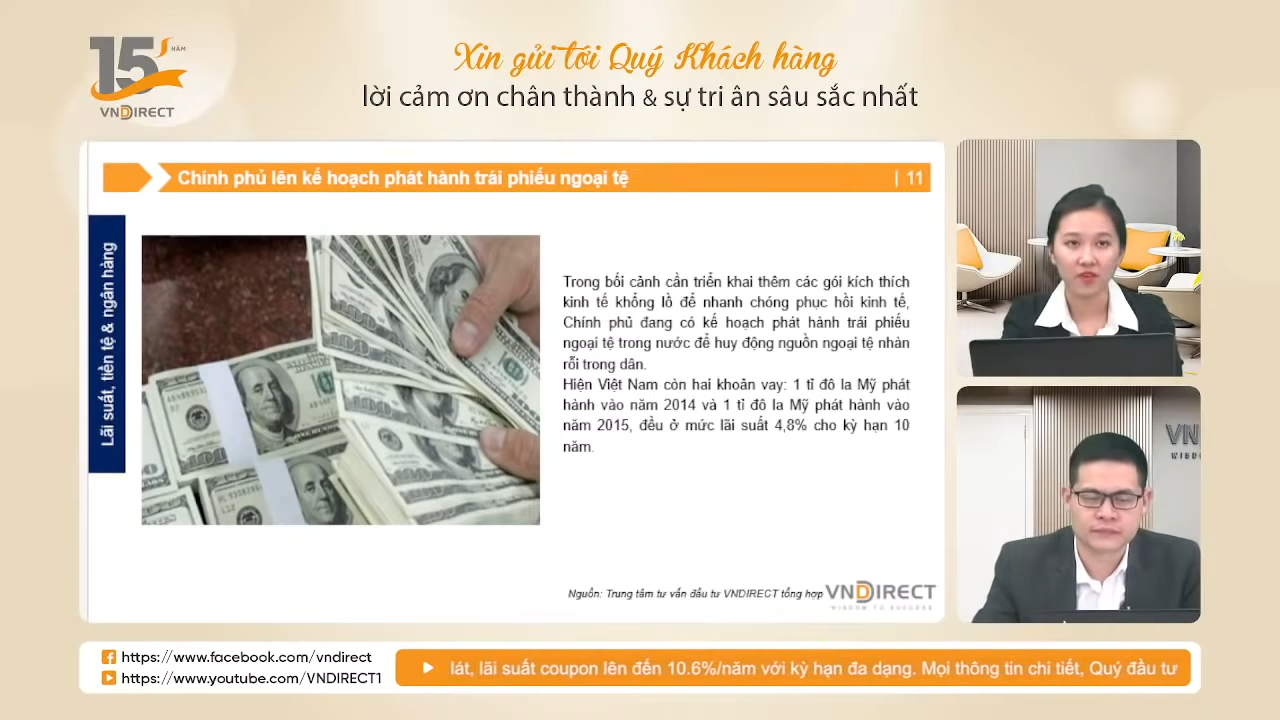 15 NĂM
VNDIRECT
Xin gửi tới Quý Khách hàng
lời cảm ơn chân thành & sự tri ân sâu sắc nhất
Chính phủ lên kế hoạch phát hành trái phiếu ngoại tệ | 11
Lãi suất, tiền tệ & ngân hàng
Trong bối cảnh cần triển khai thêm các gói kích thích
kinh tế khổng lồ để nhanh chóng phục hồi kinh tế,
Chính phủ đang có kế hoạch phát hành trái phiếu
ngoại tệ trong nước để huy động nguồn ngoại tệ nhàn
rỗi trong dân.
Hiện Việt Nam còn hai khoản vay: 1 tỉ đô la Mỹ phát
hành vào năm 2014 và 1 tỉ đô la Mỹ phát hành vào
năm 2015, đều ở mức lãi suất 4,8% cho kỳ hạn 10
năm.
Nguồn: Trung tâm tư vấn đầu tư VNDIRECT tổng hợp
VNDIRECT
WISDOM TO SUCCESS
VN
WISDO
https://www.facebook.com/vndirect
https://www.youtube.com/VNDIRECT1
lát, lãi suất coupon lên đến 10.6%/năm với kỳ hạn đa dạng. Mọi thông tin chi tiết, Quý đầu tư